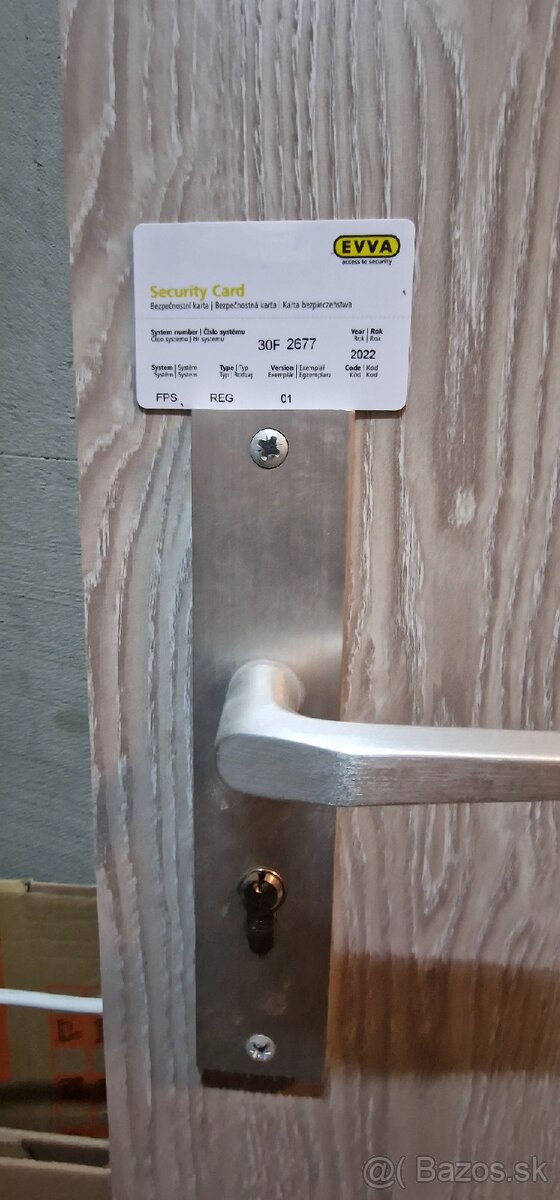 EVVA
access to security
Security Card
Bezpečnostní karta | Bezpečnostná karta | Karta bezpieczeństwa
System number | Číslo systému
Číslo systému | Nr systemu
30F 2677
Year | Rok
Rok | Rok
2022
System | Systém
Systém | System
Type | Typ
Typ | Rodzaj
Version | Exemplář
Exemplár | Egzemplarz
Code | Kód
Kód | Kod
FPS
REG
01
@( Bazos.sk